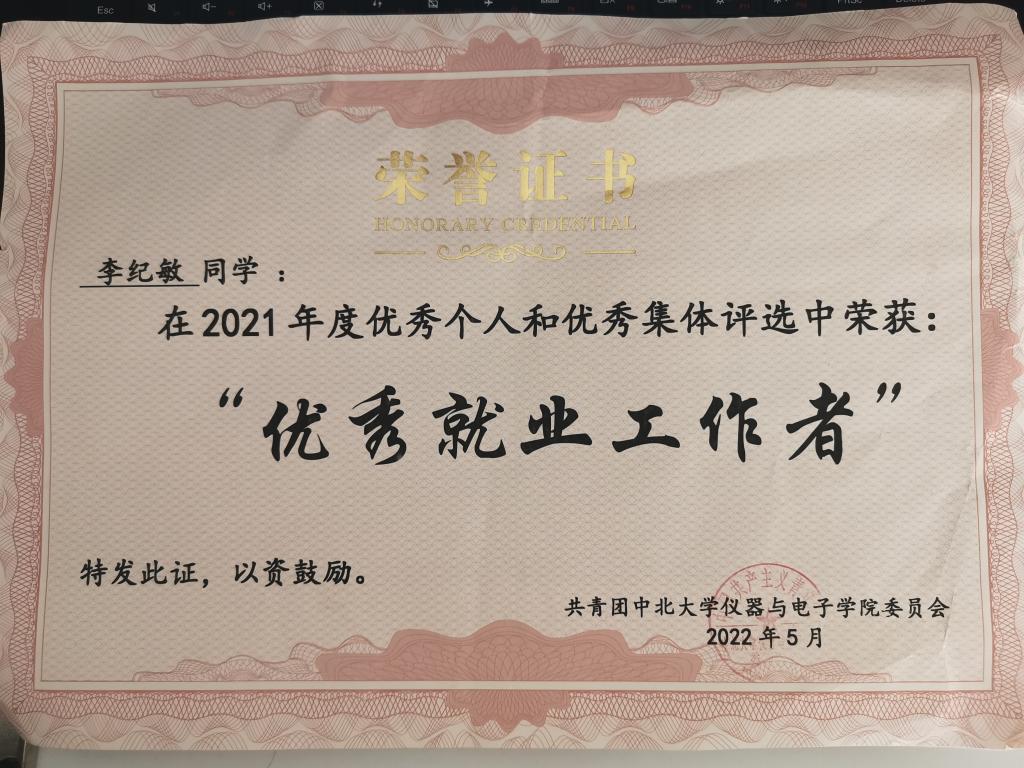 Esc
荣誉证书
HONORARY CREDENTIAL
李纪敏 同学 ：
在2021年度优秀个人和优秀集体评选中荣获：
“优秀就业工作者”
特发此证，以资鼓励。
共青团中北大学仪器与电子学院委员会
2022年5月